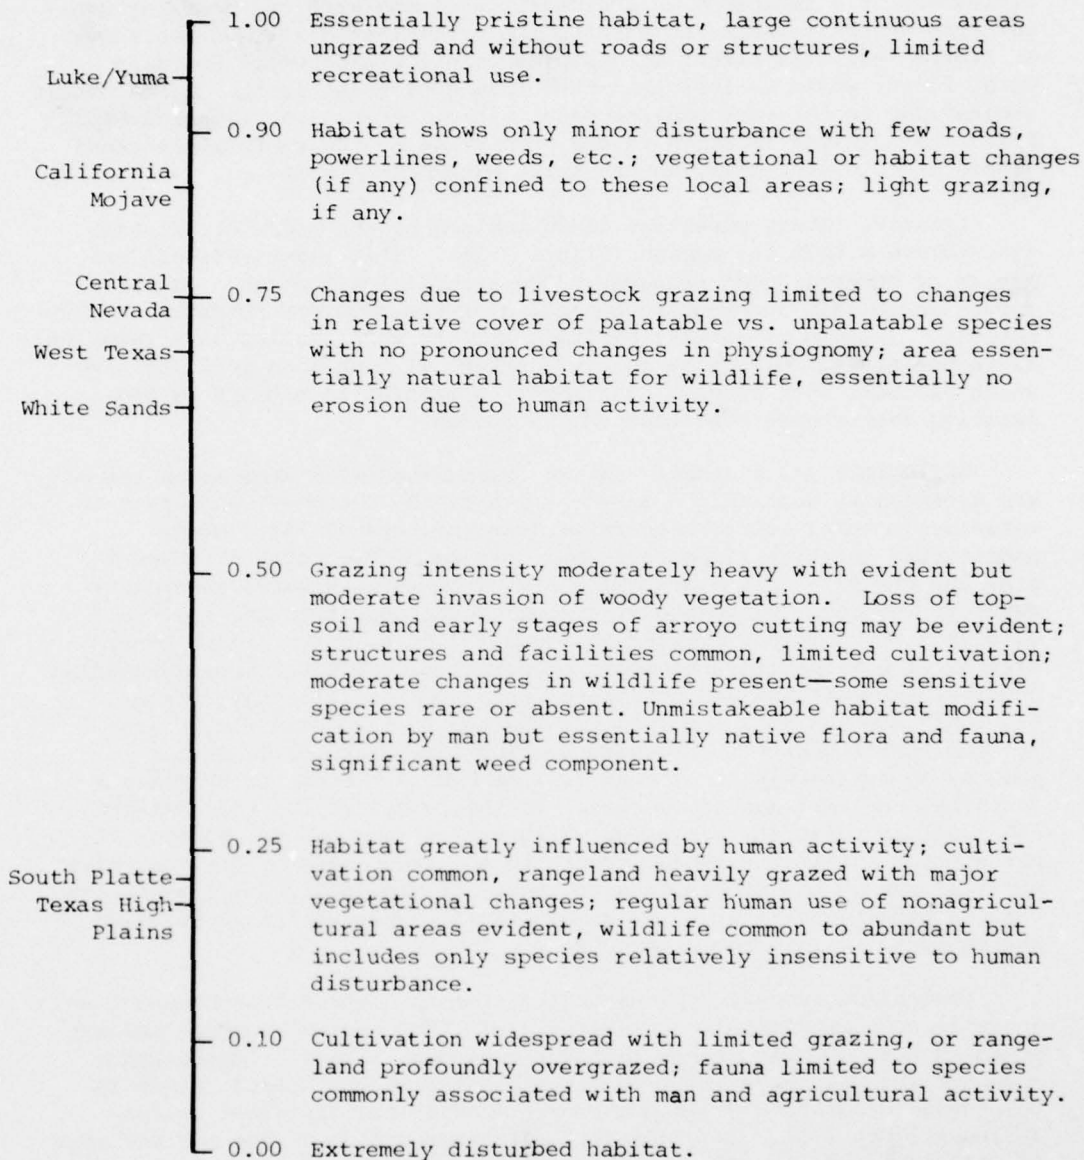 1.00 Essentially pristine habitat, large continuous areas
ungrazed and without roads or structures, limited
recreational use.
Luke/Yuma
0.90 Habitat shows only minor disturbance with few roads,
powerlines, weeds, etc.; vegetational or habitat changes
(if any) confined to these local areas; light grazing,
if any.
California
Mojave
Central
Nevada
0.75 Changes due to livestock grazing limited to changes
in relative cover of palatable vs. unpalatable species
with no pronounced changes in physiognomy; area essen-
tially natural habitat for wildlife, essentially no
erosion due to human activity.
West Texas
White Sands
0.50 Grazing intensity moderately heavy with evident but
moderate invasion of woody vegetation. Loss of top-
soil and early stages of arroyo cutting may be evident;
structures and facilities common, limited cultivation;
moderate changes in wildlife present—some sensitive
species rare or absent. Unmistakeable habitat modifi-
cation by man but essentially native flora and fauna,
significant weed component.
0.25 Habitat greatly influenced by human activity; culti-
vation common, rangeland heavily grazed with major
vegetational changes; regular human use of nonagricul-
tural areas evident, wildlife common to abundant but
includes only species relatively insensitive to human
disturbance.
South Platte
Texas High
Plains
0.10 Cultivation widespread with limited grazing, or range-
land profoundly overgrazed; fauna limited to species
commonly associated with man and agricultural activity.
0.00 Extremely disturbed habitat.